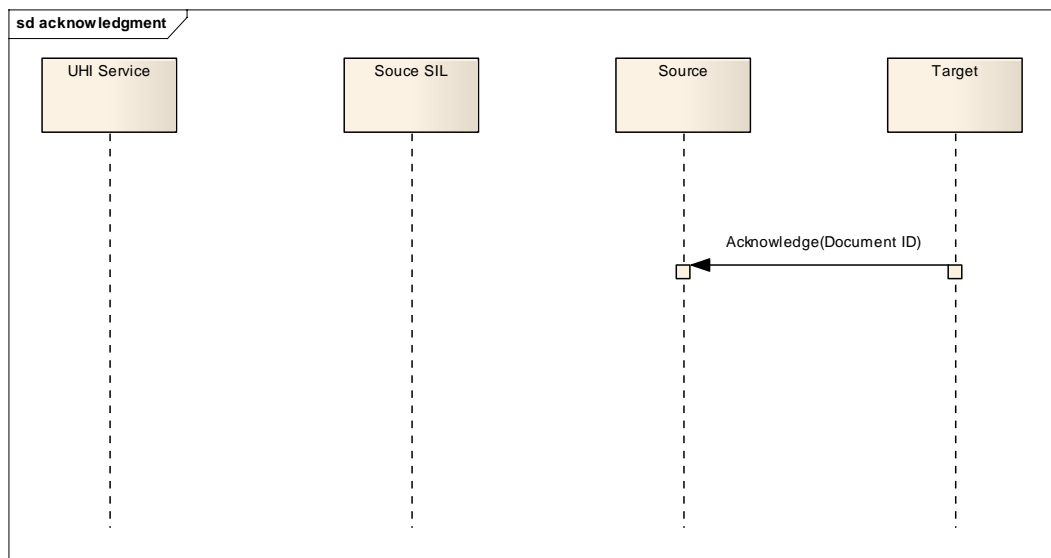 sd acknowledgment
UHI Service
Souce SIL
Source
Target
Acknowledge(Document ID)